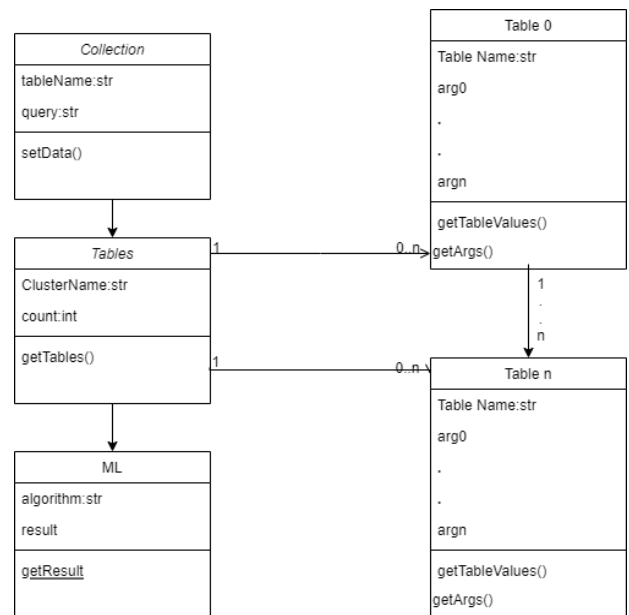 Collection
tableName:str
query:str
setData()
Tables
ClusterName:str
count:int
getTables()
ML
algorithm:str
result
getResult
1
0..n
1
0..n
Table 0
Table Name:str
arg0
.
.
argn
getTableValues()
getArgs()
1
.
.
n
Table n
Table Name:str
arg0
.
.
argn
getTableValues()
getArgs()